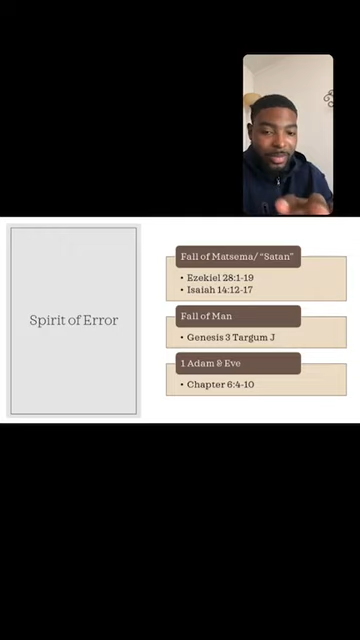 Spirit of Error
Fall of Matsema/ “Satan”
• Ezekiel 28:1-19
• Isaiah 14:12-17
Fall of Man
• Genesis 3 Targum J
1 Adam & Eve
• Chapter 6:4-10